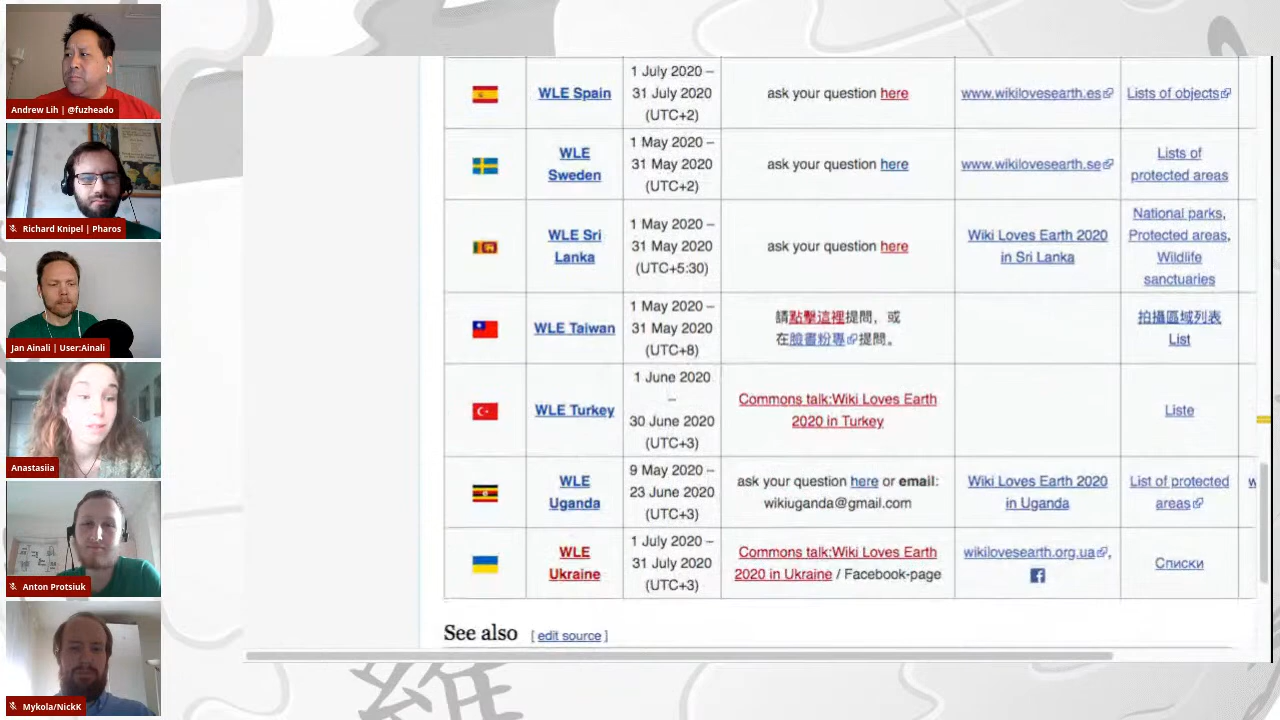 Andrew Lih | @fuzheado
Richard Knipel | Pharos
Jan Ainali | User:Ainali
Anastasiia
Anton Protsiuk
Mykola/NickK
WLE Spain
1 July 2020 –
31 July 2020
(UTC+2)
ask your question here
www.wikilovesearth.es
Lists of objects
WLE
Sweden
1 May 2020 –
31 May 2020
(UTC+2)
ask your question here
www.wikilovesearth.se
Lists of
protected areas
WLE Sri
Lanka
1 May 2020 –
31 May 2020
(UTC+5:30)
ask your question here
Wiki Loves Earth 2020
in Sri Lanka
National parks,
Protected areas,
Wildlife
sanctuaries
WLE Taiwan
1 May 2020 –
31 May 2020
(UTC+8)
請點擊這裡提問，或
在臉書粉專提問。
拍攝區域列表
List
WLE Turkey
1 June 2020
–
30 June 2020
(UTC+3)
Commons talk:Wiki Loves Earth
2020 in Turkey
Liste
WLE
Uganda
9 May 2020 –
23 June 2020
(UTC+3)
ask your question here or email:
wikiuganda@gmail.com
Wiki Loves Earth 2020
in Uganda
List of protected
areas
w
WLE
Ukraine
1 July 2020 –
31 July 2020
(UTC+3)
Commons talk:Wiki Loves Earth
2020 in Ukraine / Facebook-page
wikilovesearth.org.ua,
Списки
See also [ edit source ]
維